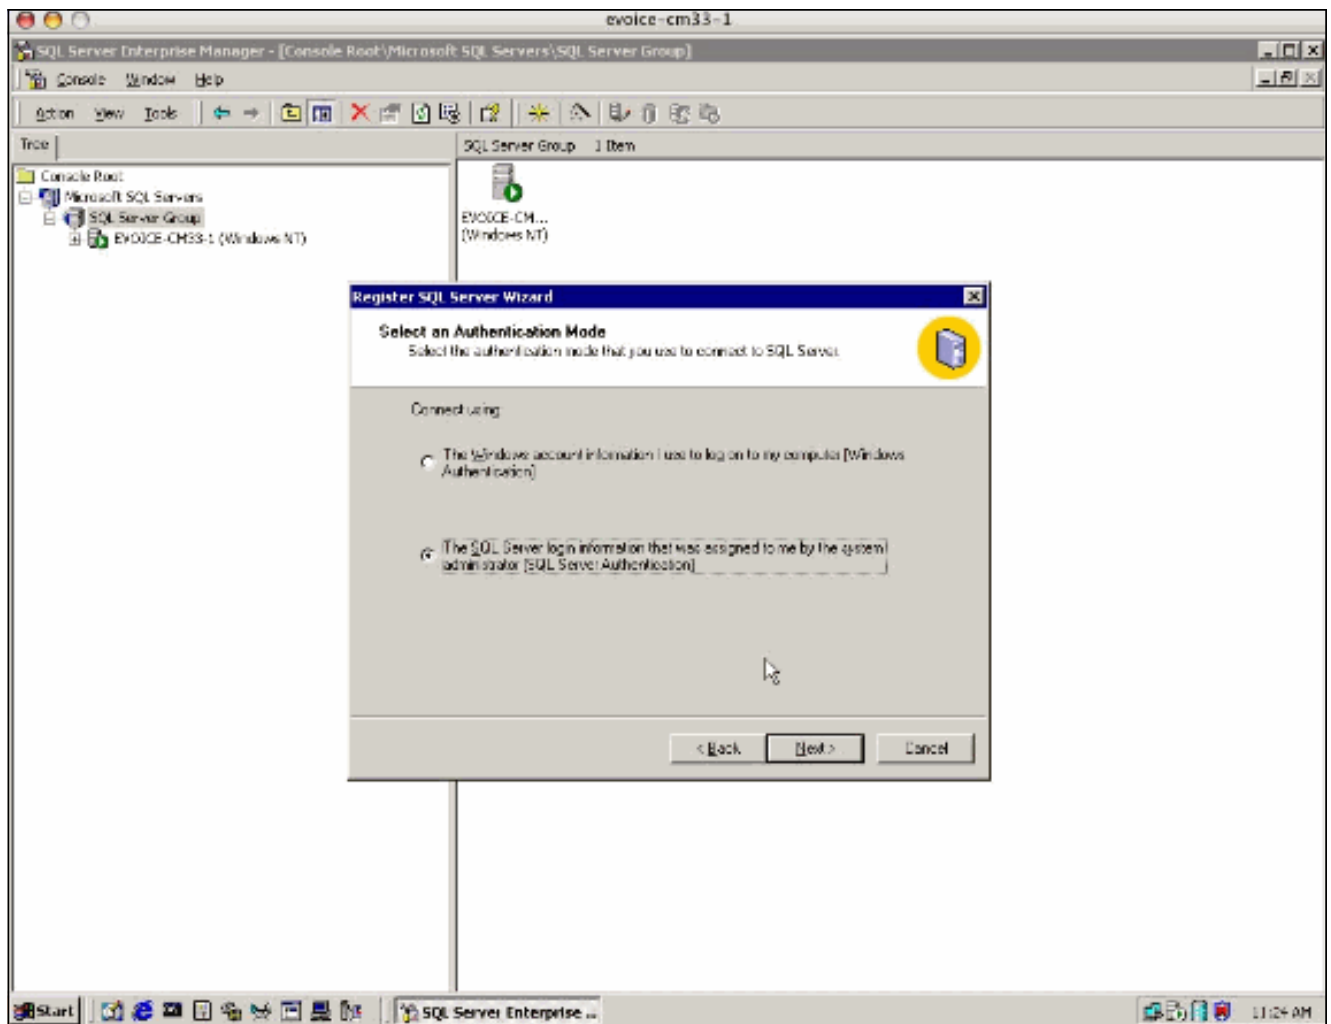 evoice-cm33-1
SQL Server Enterprise Manager - [Console Root\Microsoft SQL Servers\SQL Server Group]
Console Window Help
Action View Tools
Tree
SQL Server Group 1 Item
Console Root
Microsoft SQL Servers
SQL Server Group
EVOICE-CM33-1 (Windows NT)
EVOICE-CM...
(Windows NT)
Register SQL Server Wizard
Select an Authentication Mode
Select the authentication mode that you use to connect to SQL Server.
Connect using
The Windows account information I use to log on to my computer [Windows
Authentication]
The SQL Server login information that was assigned to me by the system
administrator [SQL Server Authentication]
< Back Next > Cancel
Start SQL Server Enterprise ... 11:24 AM